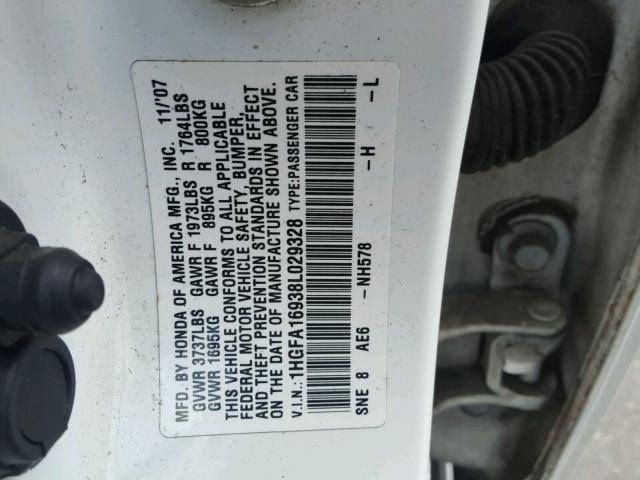 MFD. BY HONDA OF AMERICA MFG., INC. 11/'07
GVWR 3737LBS GAWR F 1973LBS R 1764LBS
GVWR 1695KG GAWR F 895KG R 800KG
THIS VEHICLE CONFORMS TO ALL APPLICABLE
FEDERAL MOTOR VEHICLE SAFETY, BUMPER,
AND THEFT PREVENTION STANDARDS IN EFFECT
ON THE DATE OF MANUFACTURE SHOWN ABOVE.
V.I.N.: 1HGFA16938L029328 TYPE:PASSENGER CAR
SNE 8 AE6 -NH578 -H -L